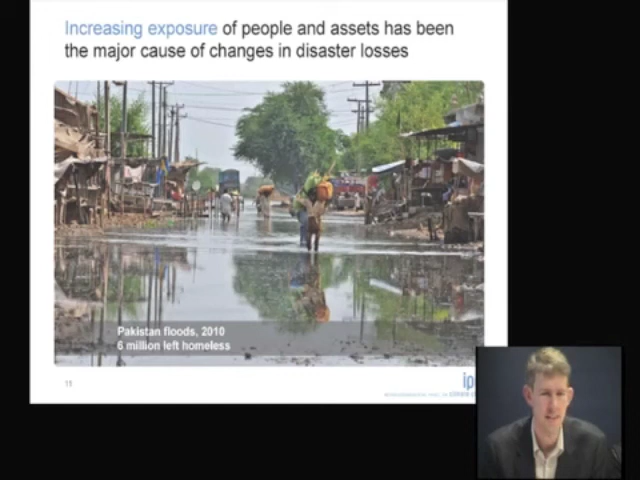 Increasing exposure of people and assets has been
the major cause of changes in disaster losses
Pakistan floods, 2010
6 million left homeless
11
ip